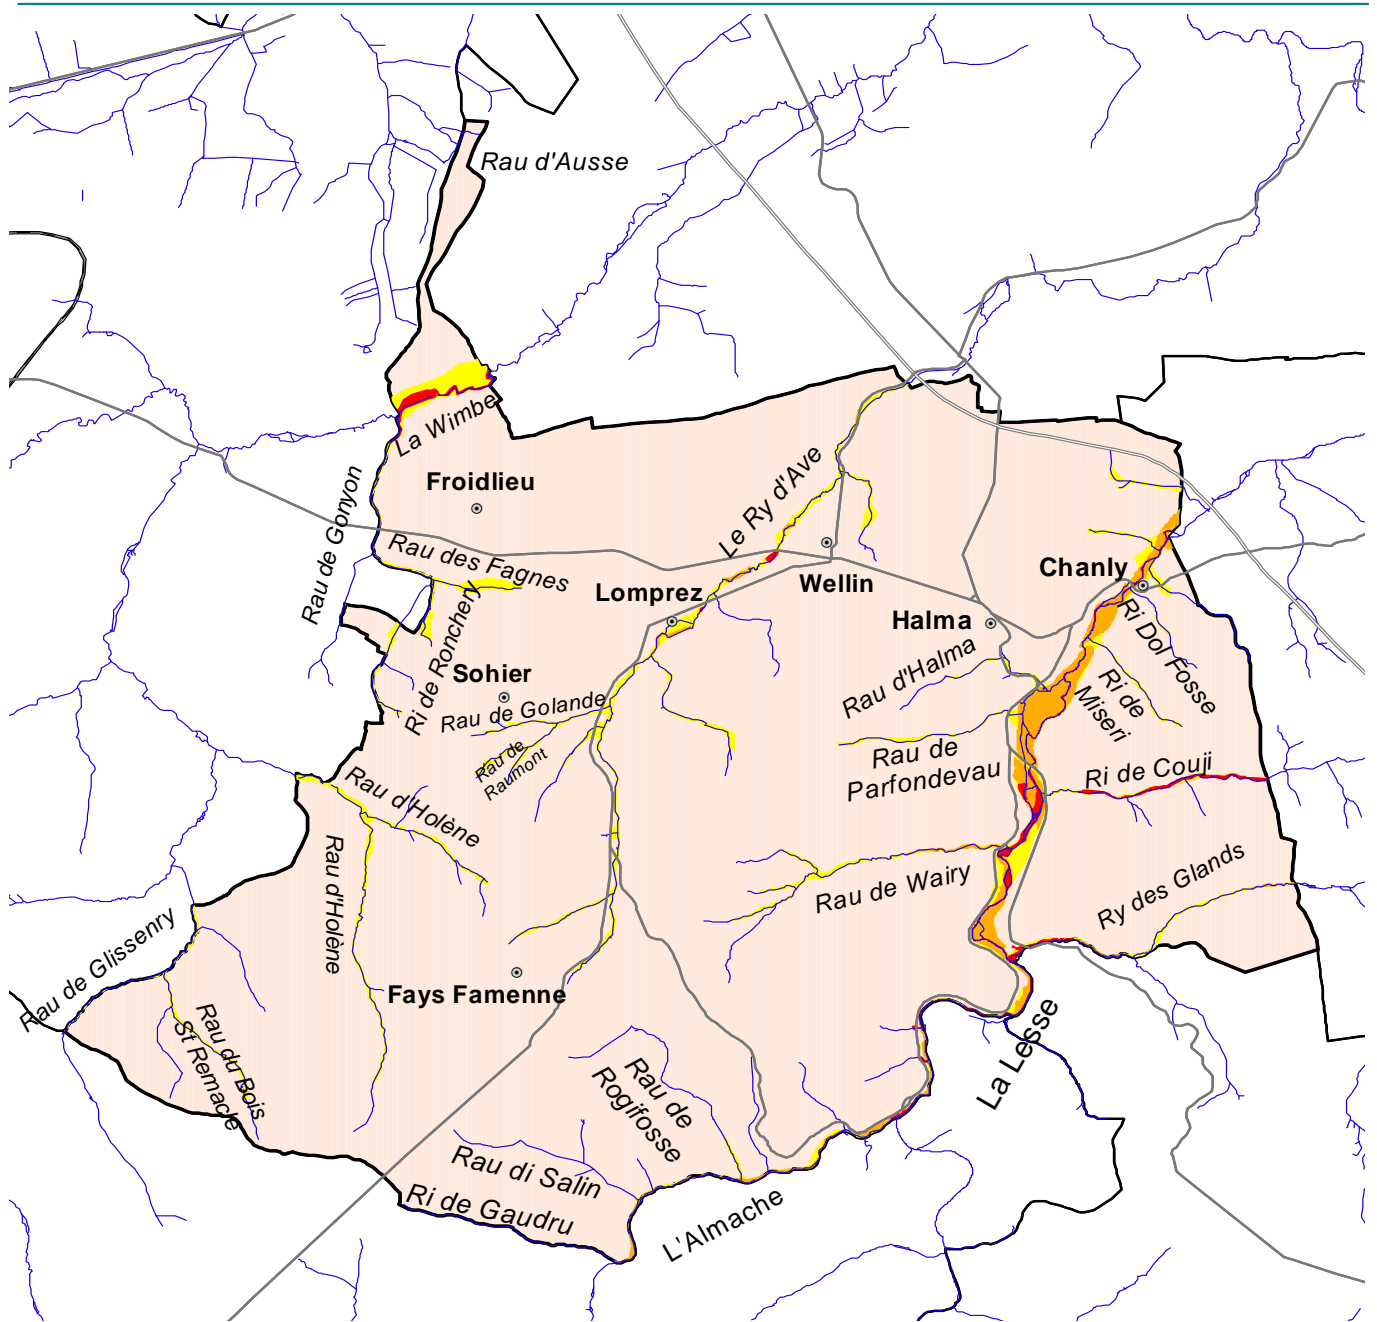 Rau d'Ausse
La Wimbe
Froidlieu
Le Ry d'Ave
Rau de Gonyon
Rau des Fagnes
Lomprez
Wellin
Chanly
Halma
Ri de Ronchery
Sohier
Rau d'Halma
Ri Dol Fosse
Ri de
Miseri
Rau de Golande
Rau de
Raumont
Rau de
Parfondevau
Ri de Couji
Rau d'Holène
Rau d'Holène
Rau de Wairy
Ry des Glands
Rau de Glissenry
Fays Famenne
Rau du Bois
St Remacle
La Lesse
Rau de
Rogifosse
Rau di Salin
Ri de Gaudru
L'Almache